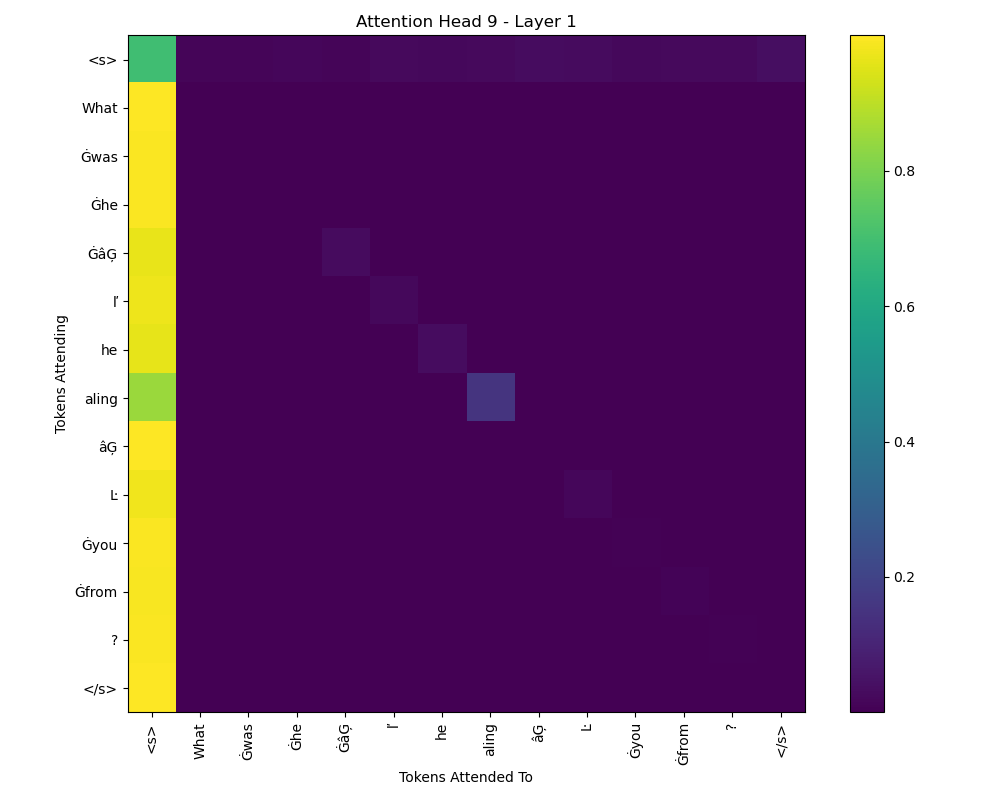 Attention Head 9 - Layer 1
Tokens Attending
<s>
What
Ġwas
Ġhe
ĠâĢ
ľ
he
aling
âĢ
Ŀ
Ġyou
Ġfrom
?
</s>
<s>
What
Ġwas
Ġhe
ĠâĢ
ľ
he
aling
âĢ
Ŀ
Ġyou
Ġfrom
?
</s>
Tokens Attended To
0.8
0.6
0.4
0.2